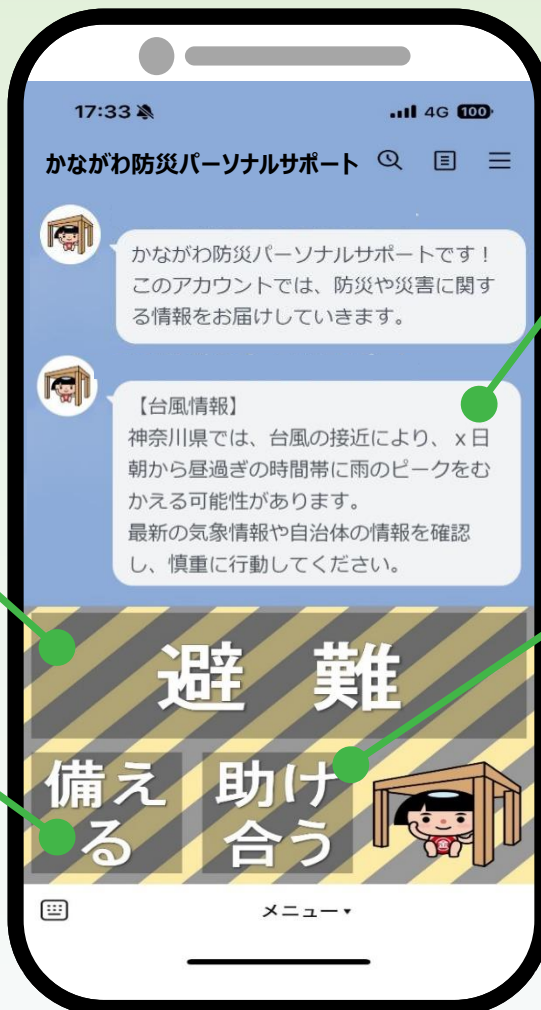 17:33
4G 100
かながわ防災パーソナルサポート
かながわ防災パーソナルサポートです！
このアカウントでは、防災や災害に関す
る情報をお届けしていきます。
【台風情報】
神奈川県では、台風の接近により、ｘ日
朝から昼過ぎの時間帯に雨のピークをむ
かえる可能性があります。
最新の気象情報や自治体の情報を確認
し、慎重に行動してください。
避 難
備え
る
助け
合う
金
メニュー▾